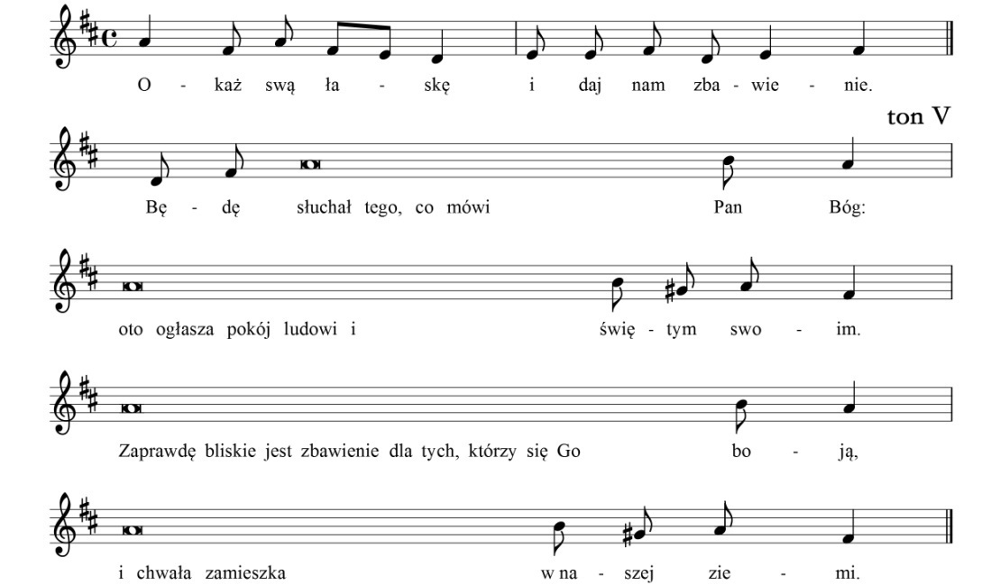 O - każ swą ła - skę i daj nam zba - wie - nie.
ton V
Bę - dę słuchał tego, co mówi Pan Bóg:
oto ogłasza pokój ludowi i świę - tym swo - im.
Zaprawdę bliskie jest zbawienie dla tych, którzy się Go bo - ją,
i chwała zamieszka w na - szej zie - mi.